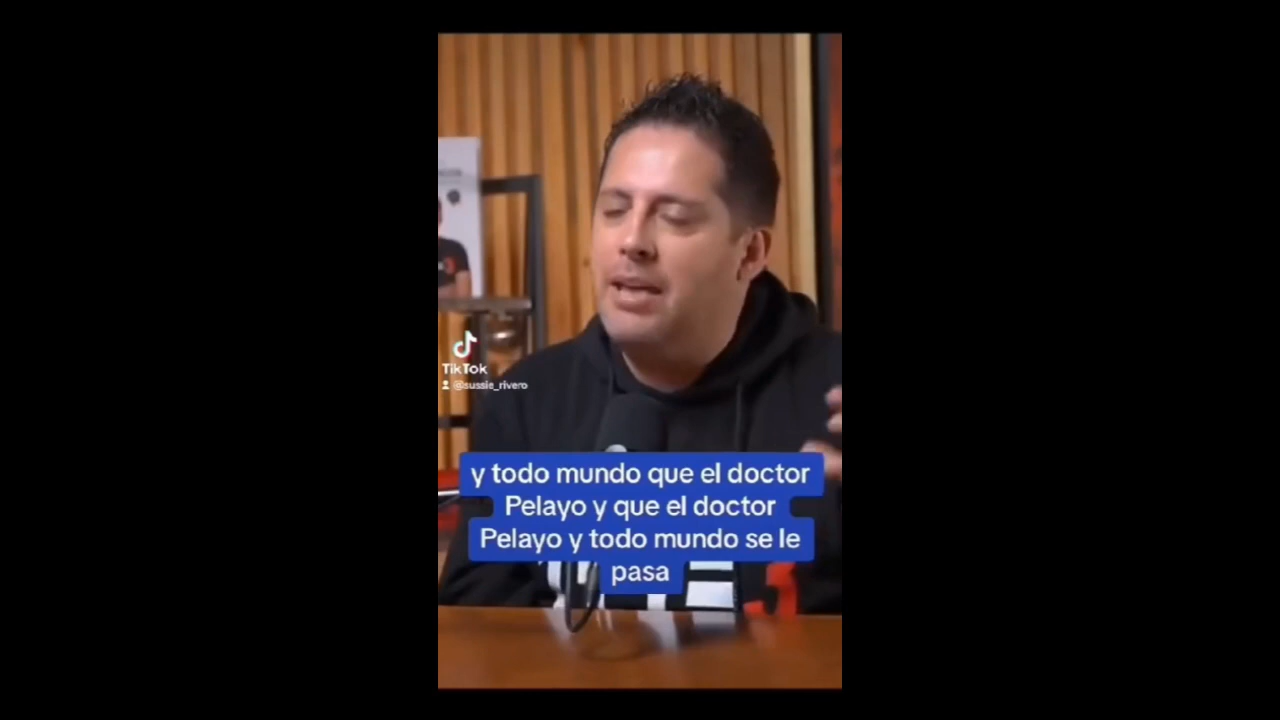 TikTok
@sussie_rivero
y todo mundo que el doctor
Pelayo y que el doctor
Pelayo y todo mundo se le
pasa